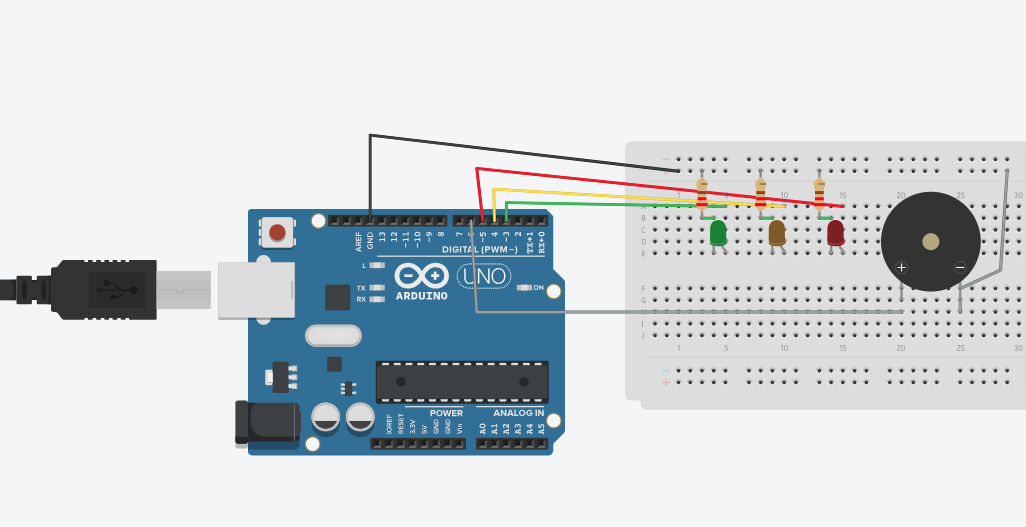 1 5 10 15 20 25 30
A
B
C
D
E
AREF
GND
13
12
~11
~10
~9
8
7
~5
4
~3
2
TX→1
RX←0
DIGITAL (PWM~)
L
TX
RX
ARDUINO
UNO
ON
+ −
F
G
I
J
1 5 10 15 20 25 30
POWER
ANALOG IN
IOREF
RESET
3.3V
5V
GND
GND
Vin
A0
A1
A2
A3
A4
A5